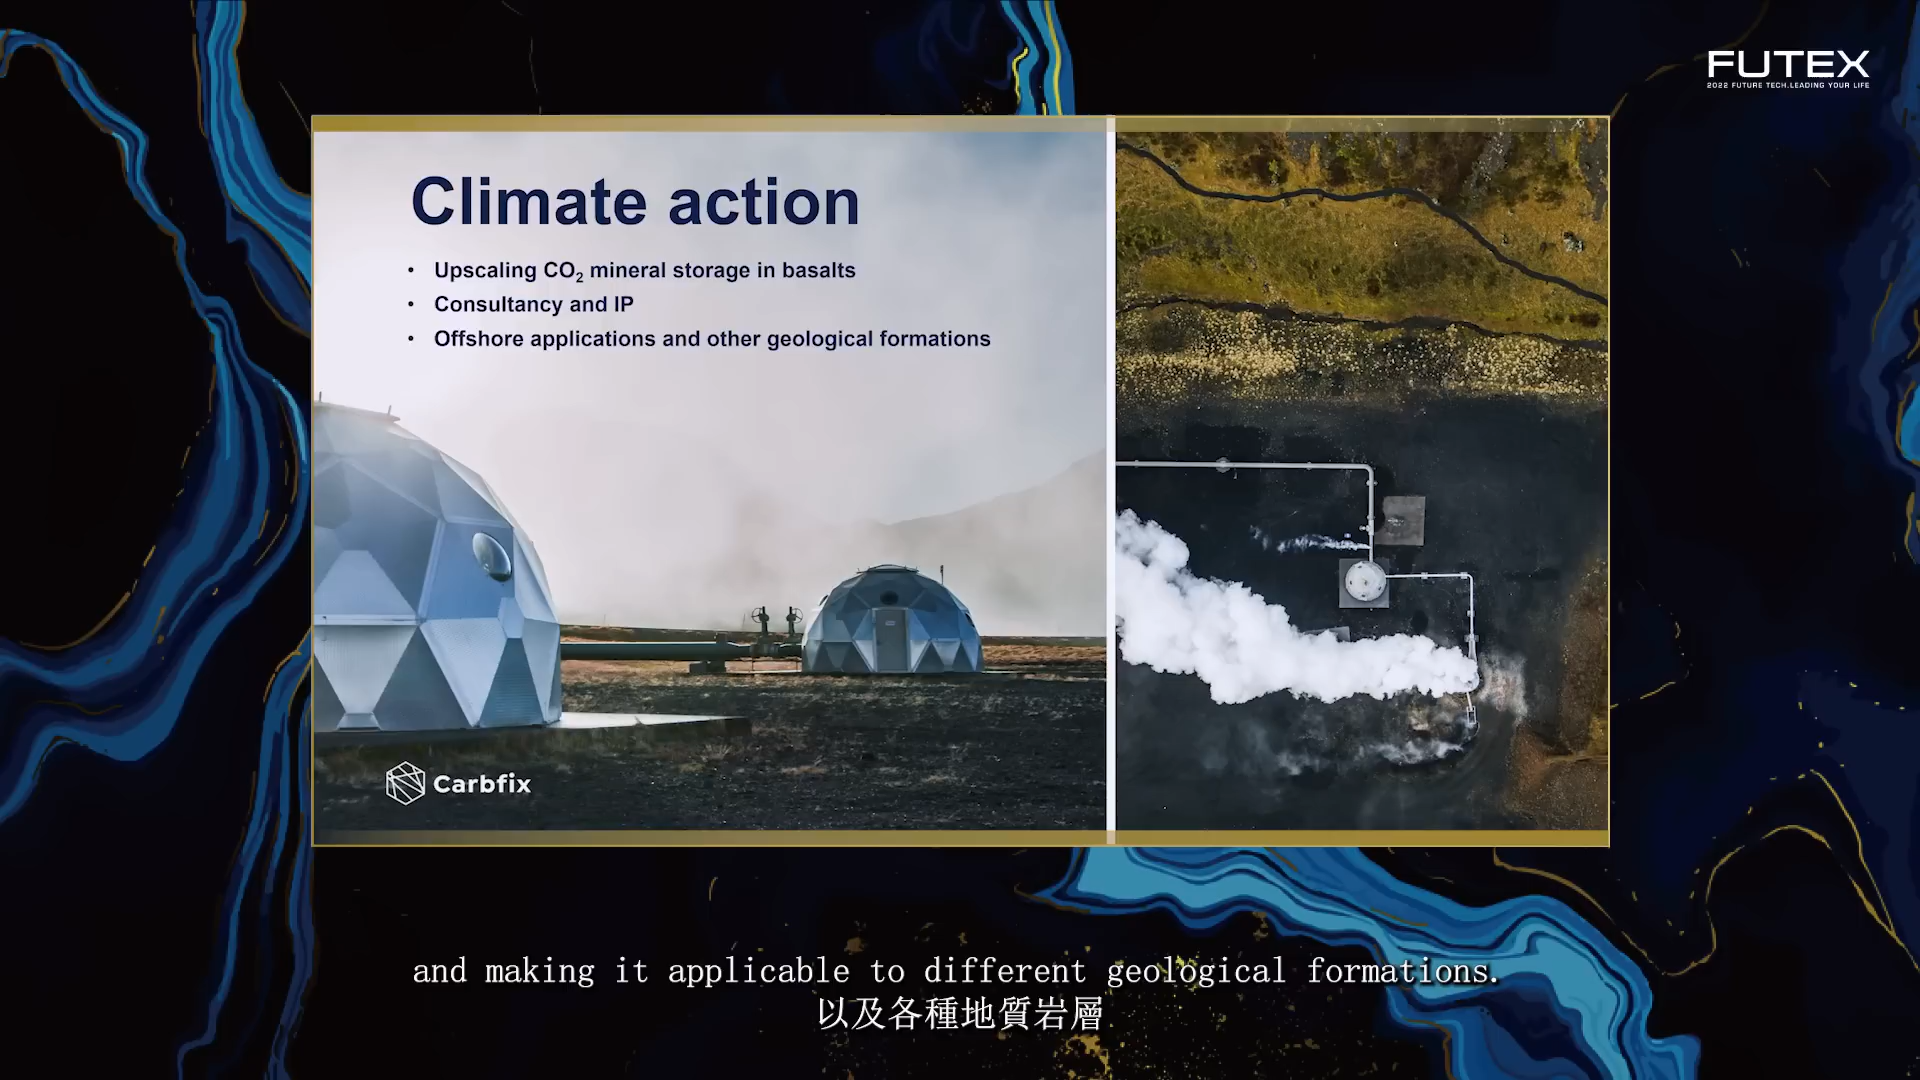 FUTEX
2022 FUTURE TECH.LEADING YOUR LIFE
Climate action
• Upscaling CO₂ mineral storage in basalts
• Consultancy and IP
• Offshore applications and other geological formations
Carbfix
and making it applicable to different geological formations.
以及各種地質岩層